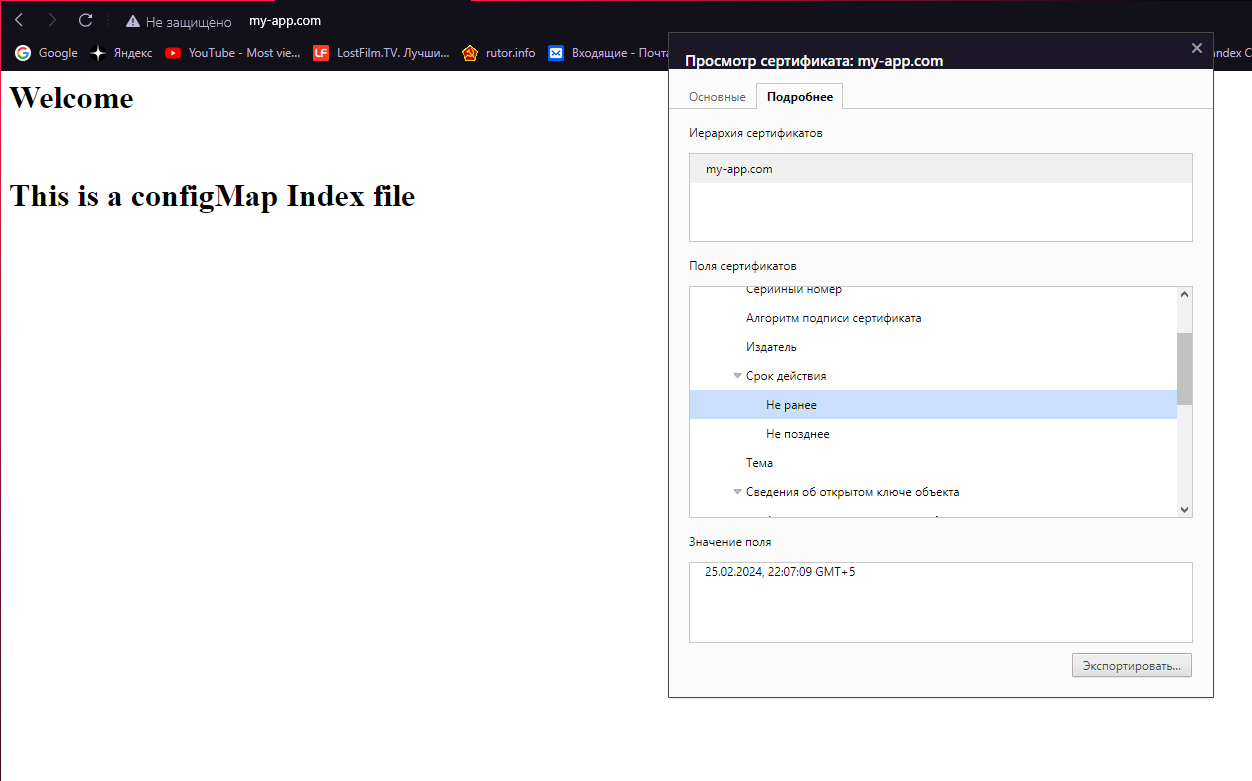 Не защищено my-app.com
Google Яндекс YouTube - Most vie... LF LostFilm.TV. Лучши... rutor.info Входящие - Почта
Просмотр сертификата: my-app.com
Основные Подробнее
Welcome
This is a configMap Index file
Иерархия сертификатов
my-app.com
Поля сертификатов
Серийный номер
Алгоритм подписи сертификата
Издатель
Срок действия
Не ранее
Не позднее
Тема
Сведения об открытом ключе объекта
Значение поля
25.02.2024, 22:07:09 GMT+5
Экспортировать...